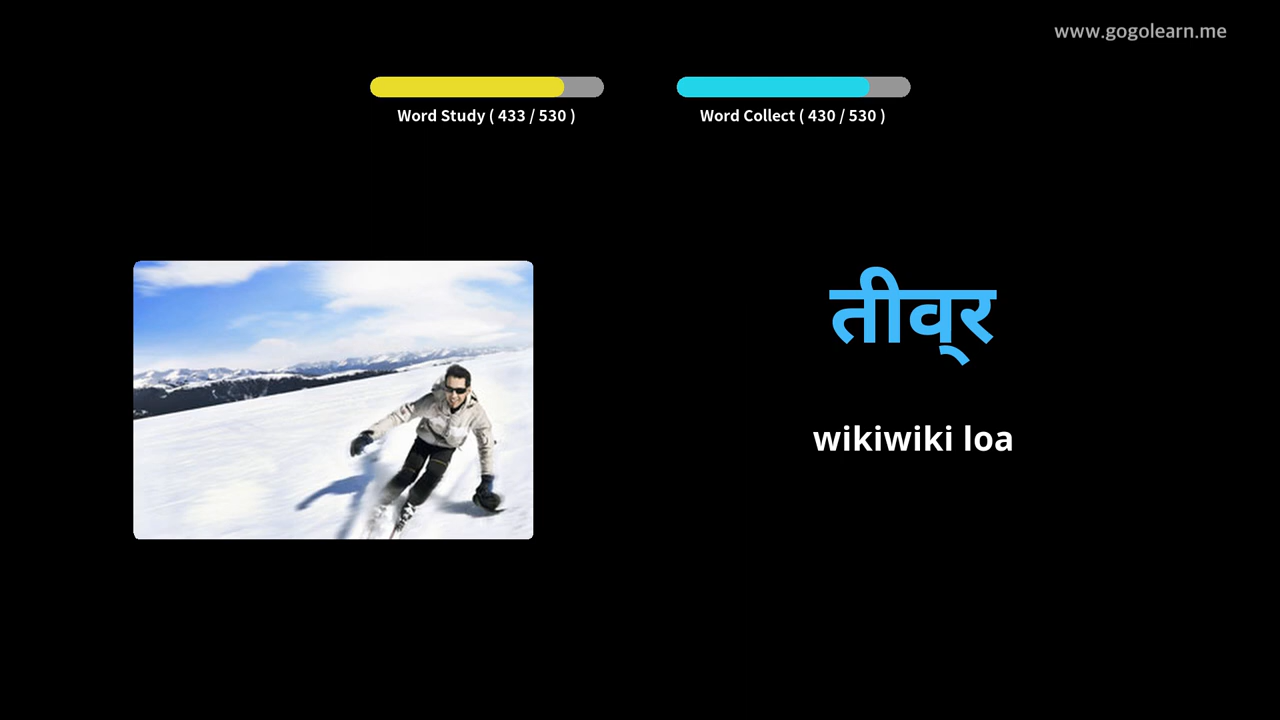 www.gogolearn.me
Word Study ( 433 / 530 )
Word Collect ( 430 / 530 )
तीव्‌र
wikiwiki loa